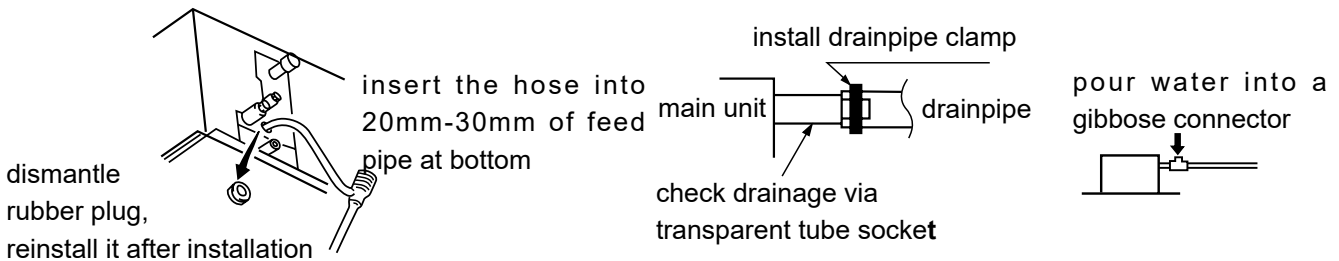 insert the hose into
20mm-30mm of feed
pipe at bottom
dismantle
rubber plug,
reinstall it after installation
install drainpipe clamp
main unit
drainpipe
check drainage via
transparent tube socket
pour water into a
gibbose connector